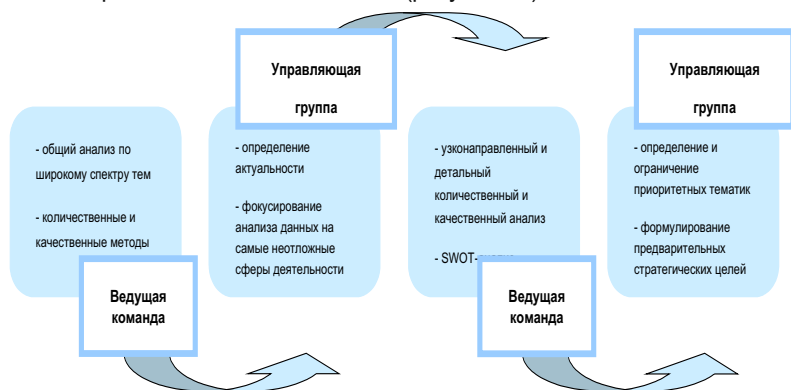 Управляющая
группа
Управляющая
группа
- общий анализ по
широкому спектру тем
- количественные и
качественные методы
- определение
актуальности
- фокусирование
анализа данных на
самые неотложные
сферы деятельности
- узконаправленный и
детальный
количественный и
качественный анализ
- SWOT-
- определение и
ограничение
приоритетных тематик
- формулирование
предварительных
стратегических целей
Ведущая
команда
Ведущая
команда